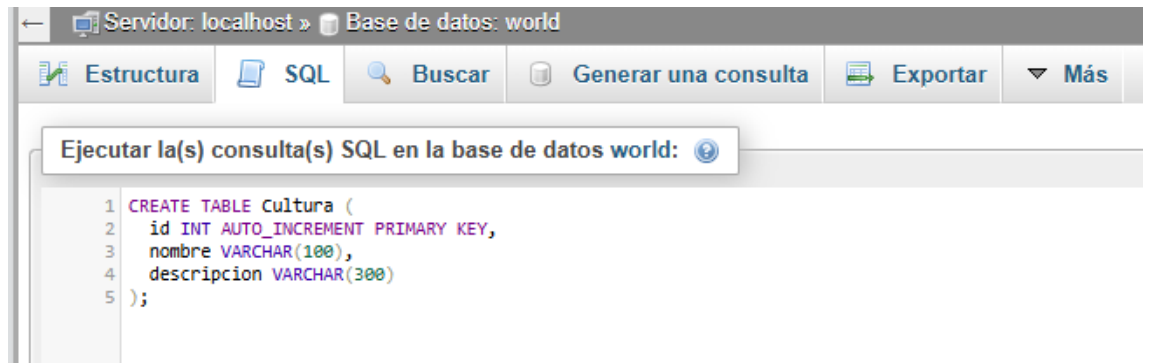 ← Servidor: localhost » Base de datos: world
Estructura SQL Buscar Generar una consulta Exportar Más
Ejecutar la(s) consulta(s) SQL en la base de datos world:
1 CREATE TABLE Cultura (
2 id INT AUTO_INCREMENT PRIMARY KEY,
3 nombre VARCHAR(100),
4 descripcion VARCHAR(300)
5 );